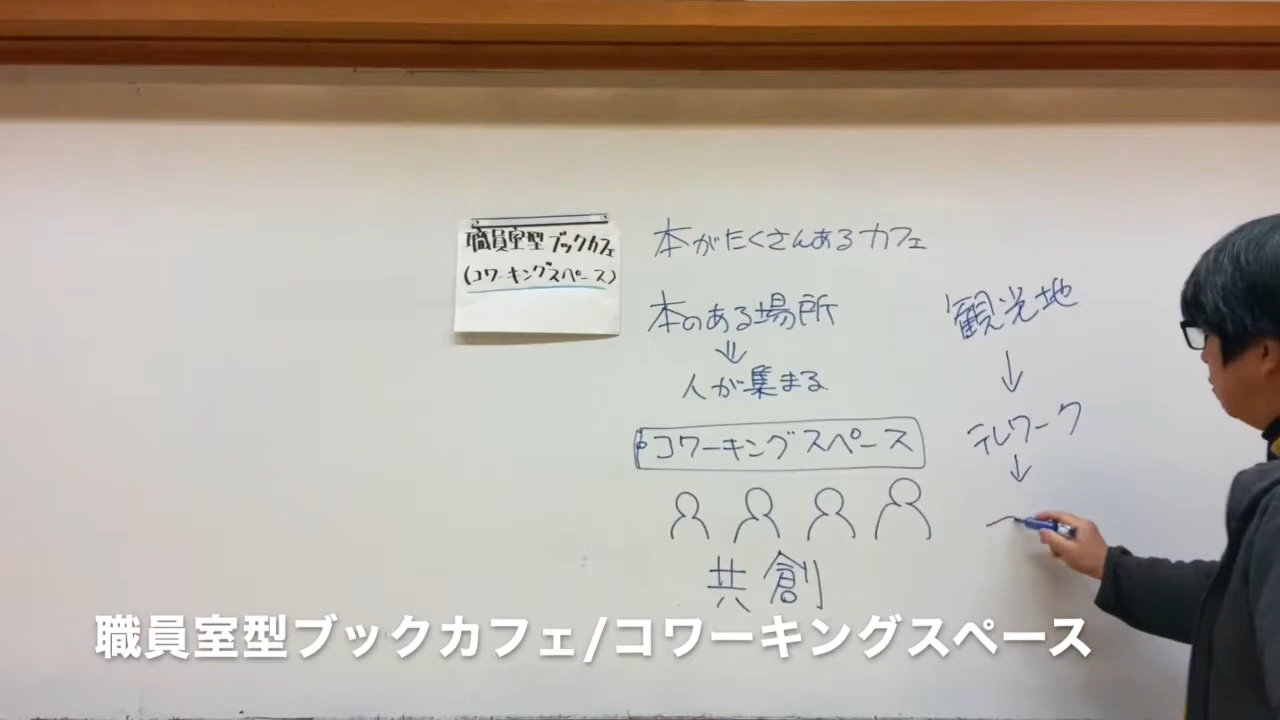 職員室型ブックカフェ
(コワーキングスペース)
本がたくさんあるカフェ
本のある場所
⇓
人が集まる
コワーキングスペース
共創
観光地
↓
テレワーク
↓
職員室型ブックカフェ/コワーキングスペース